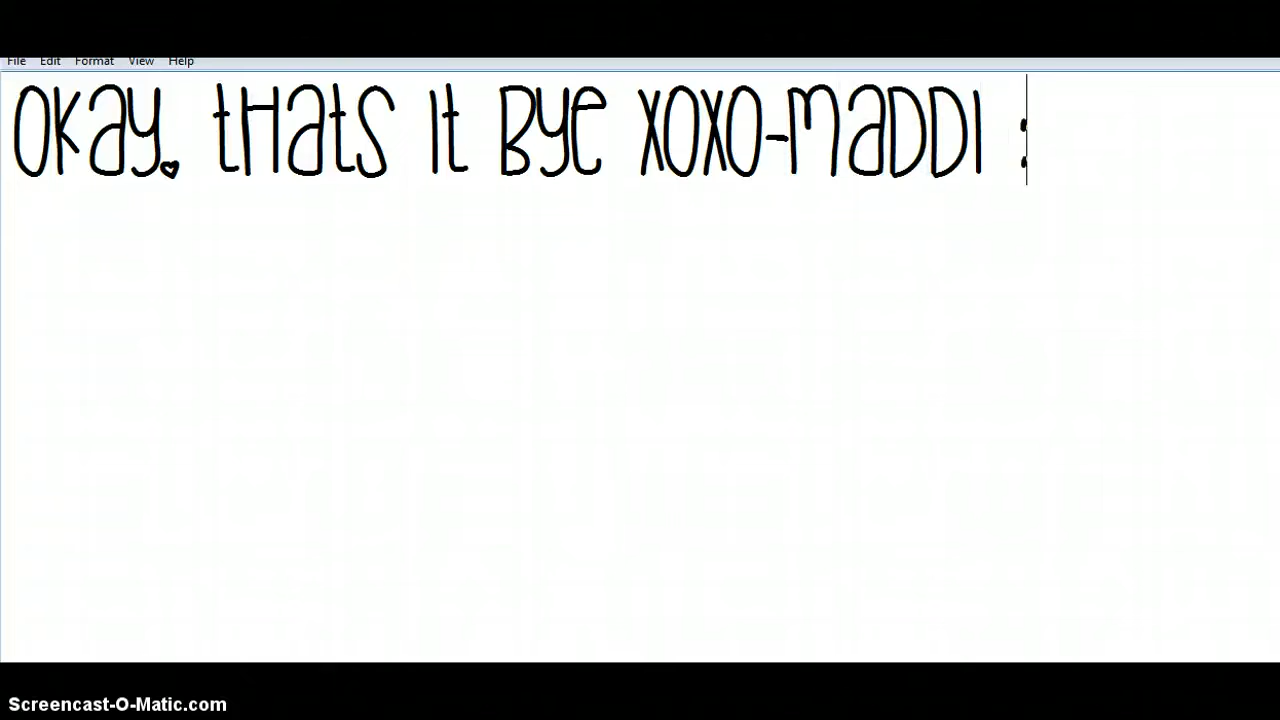 File Edit Format View Help
Okay. thats it Bye xoxo-maddi :
Screencast-O-Matic.com